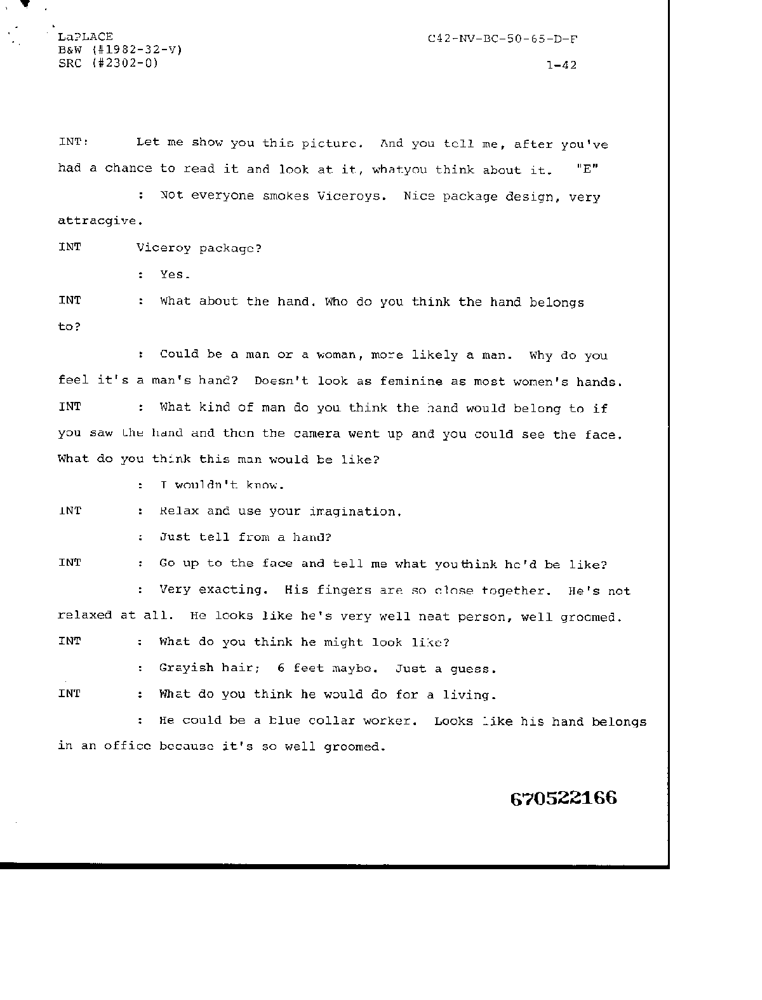 LaPLACE C42-NV-BC-50-65-D-F
B&W (#1982-32-V)
SRC (#2302-0) 1-42
INT: Let me show you this picture. And you tell me, after you've
had a chance to read it and look at it, whatyou think about it. "E"
: Not everyone smokes Viceroys. Nice package design, very
attracgive.
INT Viceroy package?
: Yes.
INT : What about the hand. Who do you think the hand belongs
to?
: Could be a man or a woman, more likely a man. Why do you
feel it's a man's hand? Doesn't look as feminine as most women's hands.
INT : What kind of man do you think the hand would belong to if
you saw the hand and then the camera went up and you could see the face.
What do you think this man would be like?
: I wouldn't know.
INT : Relax and use your imagination.
: Just tell from a hand?
INT : Go up to the face and tell me what youthink he'd be like?
: Very exacting. His fingers are so close together. He's not
relaxed at all. He looks like he's very well neat person, well groomed.
INT : What do you think he might look like?
: Grayish hair; 6 feet maybe. Just a guess.
INT : What do you think he would do for a living.
: He could be a blue collar worker. Looks like his hand belongs
in an office because it's so well groomed.
670522166